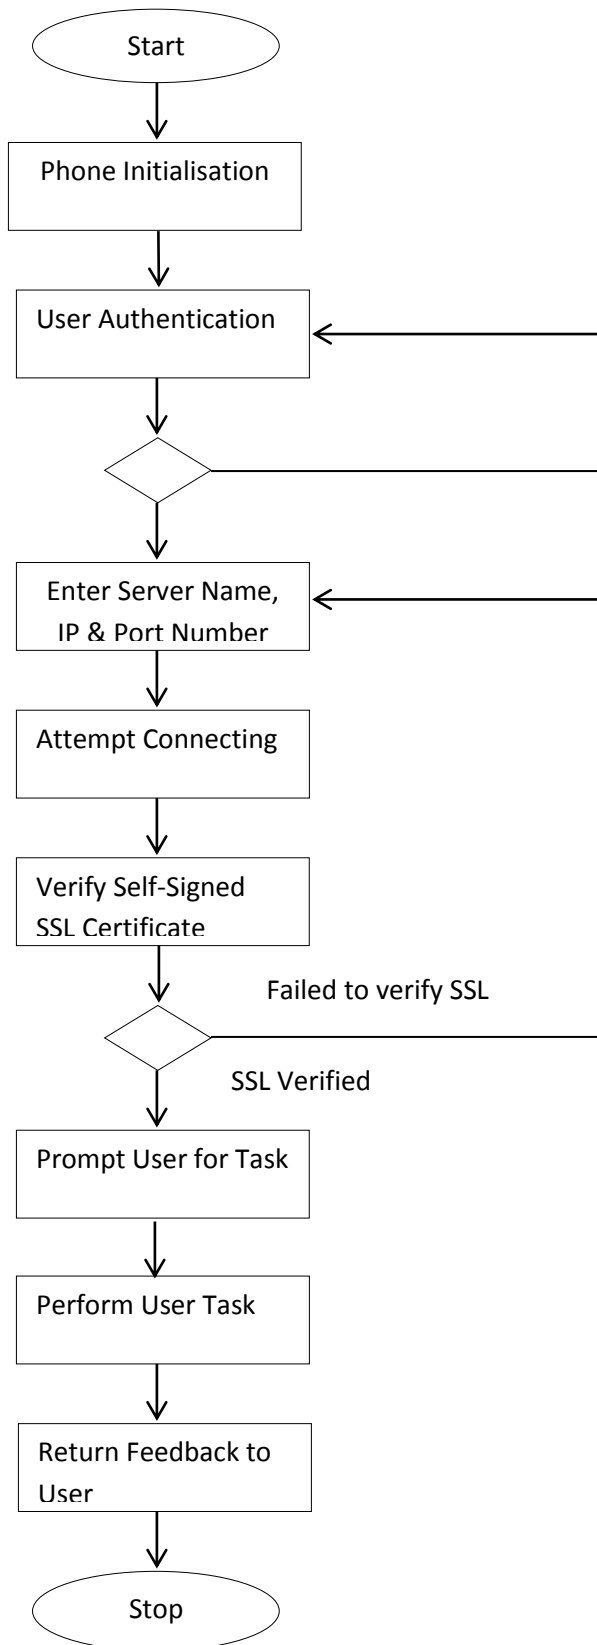 Start
Phone Initialisation
User Authentication
Enter Server Name,
IP & Port Number
Attempt Connecting
Verify Self-Signed
SSL Certificate
Failed to verify SSL
SSL Verified
Prompt User for Task
Perform User Task
Return Feedback to
User
Stop